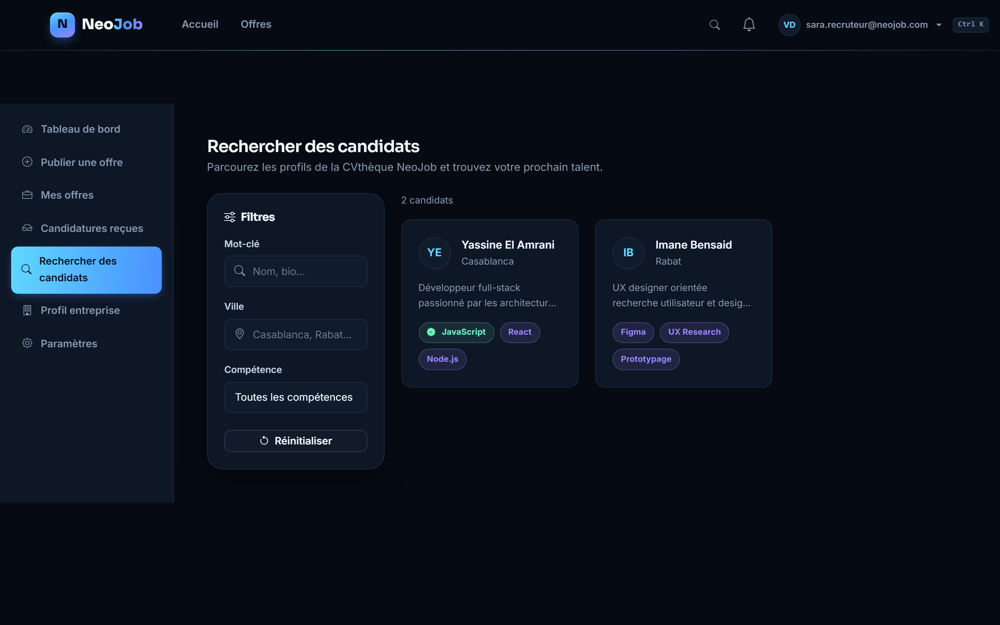 N NeoJob
Accueil
Offres
VD sara.recruteur@neojob.com
Ctrl K
Tableau de bord
Publier une offre
Mes offres
Candidatures reçues
Rechercher des
candidats
Profil entreprise
Paramètres
Rechercher des candidats
Parcourez les profils de la CVthèque NeoJob et trouvez votre prochain talent.
Filtres
Mot-clé
Nom, bio...
Ville
Casablanca, Rabat...
Compétence
Toutes les compétences
Réinitialiser
2 candidats
YE
Yassine El Amrani
Casablanca
Développeur full-stack
passionné par les architectur...
JavaScript
React
Node.js
IB
Imane Bensaid
Rabat
UX designer orientée
recherche utilisateur et desig...
Figma
UX Research
Prototypage